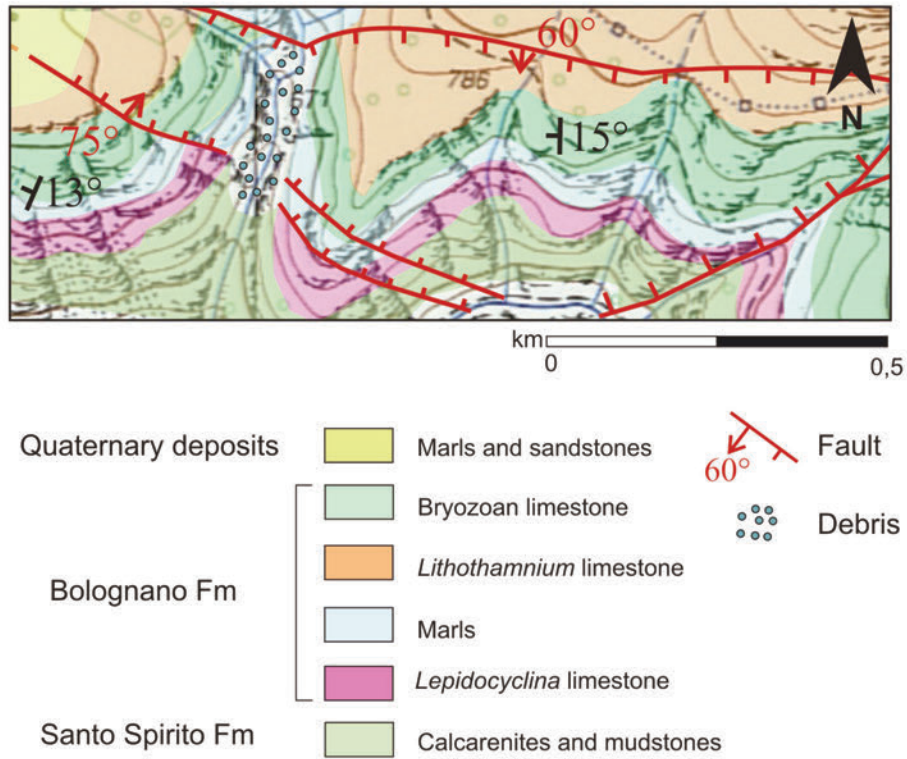 60°
786
N
75°
15°
13°
km
0
0,5
Quaternary deposits
Marls and sandstones
Fault
60°
Bryozoan limestone
Debris
Bolognano Fm
Lithothamnium limestone
Marls
Lepidocyclina limestone
Santo Spirito Fm
Calcarenites and mudstones